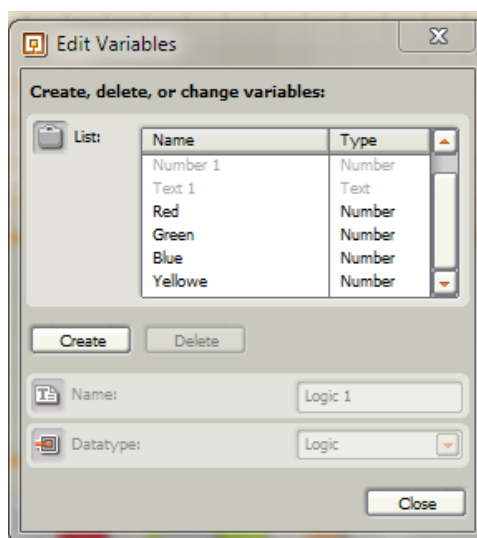 Edit Variables
Create, delete, or change variables:
List:
Name Type
Number 1 Number
Text 1 Text
Red Number
Green Number
Blue Number
Yellowe Number
Create Delete
Name: Logic 1
Datatype: Logic
Close